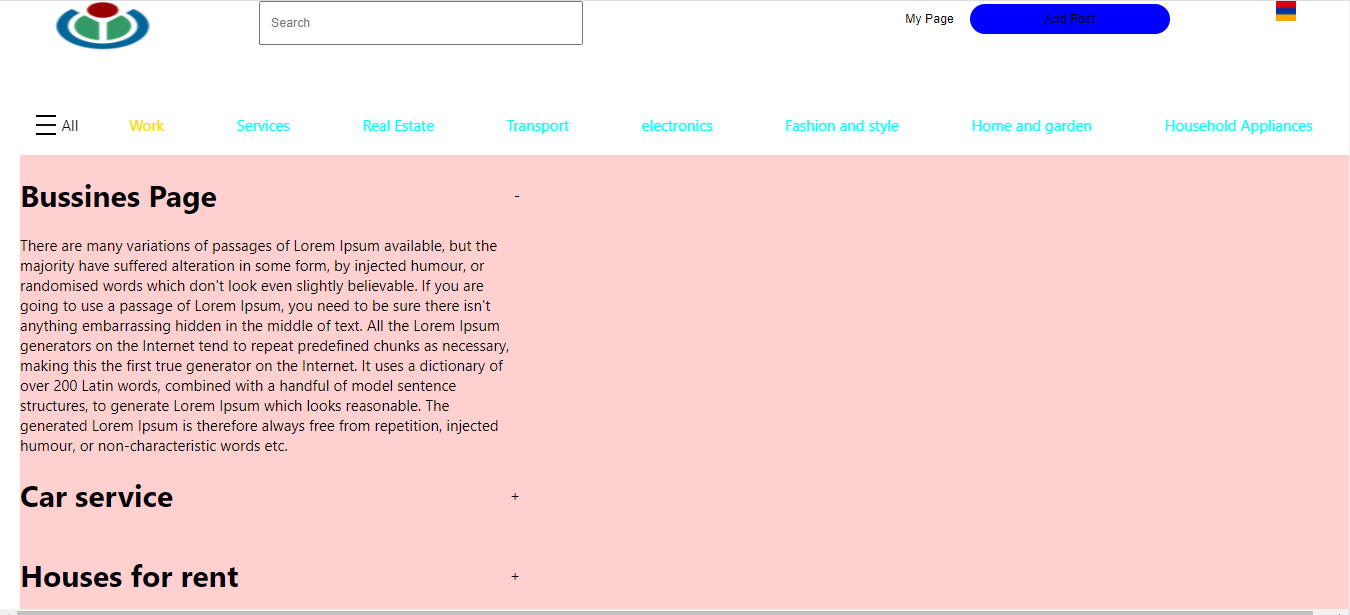 Search
My Page
Add Post
All
Work
Services
Real Estate
Transport
electronics
Fashion and style
Home and garden
Household Appliances
Bussines Page
-
There are many variations of passages of Lorem Ipsum available, but the
majority have suffered alteration in some form, by injected humour, or
randomised words which don't look even slightly believable. If you are
going to use a passage of Lorem Ipsum, you need to be sure there isn't
anything embarrassing hidden in the middle of text. All the Lorem Ipsum
generators on the Internet tend to repeat predefined chunks as necessary,
making this the first true generator on the Internet. It uses a dictionary of
over 200 Latin words, combined with a handful of model sentence
structures, to generate Lorem Ipsum which looks reasonable. The
generated Lorem Ipsum is therefore always free from repetition, injected
humour, or non-characteristic words etc.
Car service
+
Houses for rent
+